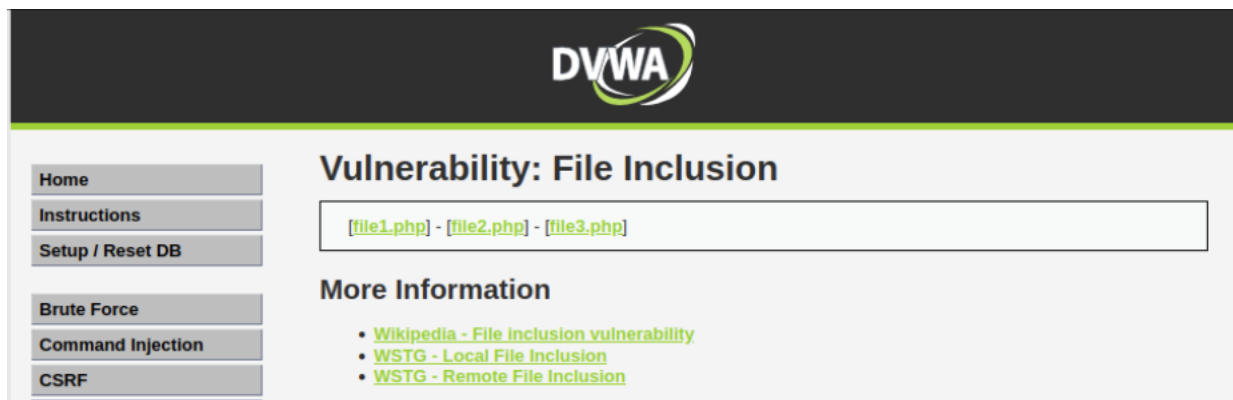 DVWA
Home
Instructions
Setup / Reset DB
Brute Force
Command Injection
CSRF
Vulnerability: File Inclusion
[file1.php] - [file2.php] - [file3.php]
More Information
• Wikipedia - File inclusion vulnerability
• WSTG - Local File Inclusion
• WSTG - Remote File Inclusion